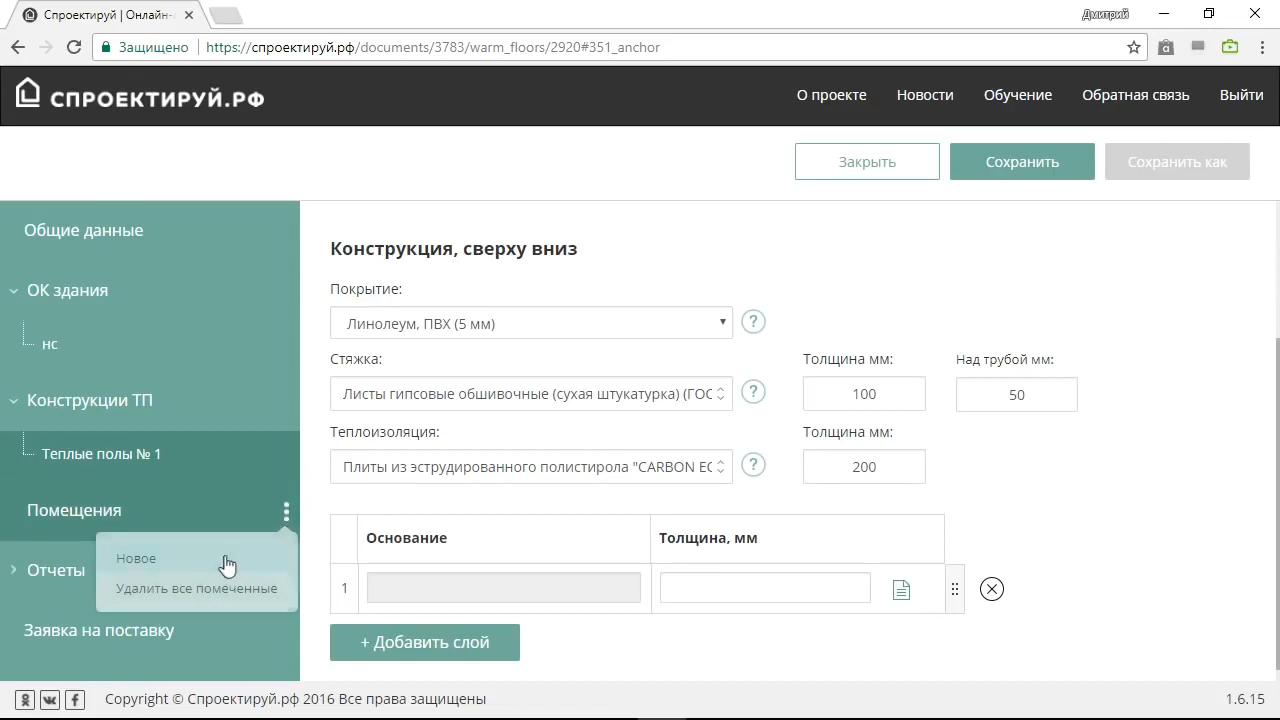 Спроектируй | Онлайн-
Дмитрий
Защищено
https://спроектируй.рф/documents/3783/warm_floors/2920#351_anchor
СПРОЕКТИРУЙ.РФ
О проекте Новости Обучение Обратная связь Выйти
Закрыть Сохранить Сохранить как
Общие данные
ОК здания
нс
Конструкции ТП
Теплые полы № 1
Помещения
Новое
Удалить все помеченные
Отчеты
Заявка на поставку
Конструкция, сверху вниз
Покрытие:
Линолеум, ПВХ (5 мм)
?
Стяжка: Толщина мм: Над трубой мм:
Листы гипсовые обшивочные (сухая штукатурка) (ГОС ? 100 50
Теплоизоляция: Толщина мм:
Плиты из эструдированного полистирола "CARBON EC ? 200
Основание Толщина, мм
1
+ Добавить слой
Copyright © Спроектируй.рф 2016 Все права защищены 1.6.15